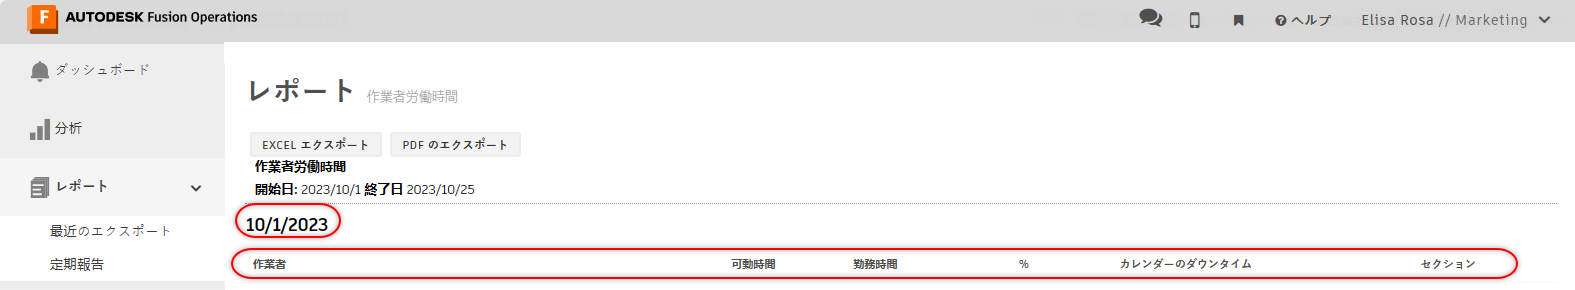 AUTODESK Fusion Operations
ヘルプ
Elisa Rosa // Marketing
ダッシュボード
分析
レポート
最近のエクスポート
定期報告
レポート 作業者労働時間
EXCEL エクスポート PDF のエクスポート
作業者労働時間
開始日: 2023/10/1 終了日 2023/10/25
10/1/2023
作業者 可動時間 勤務時間 % カレンダーのダウンタイム セクション